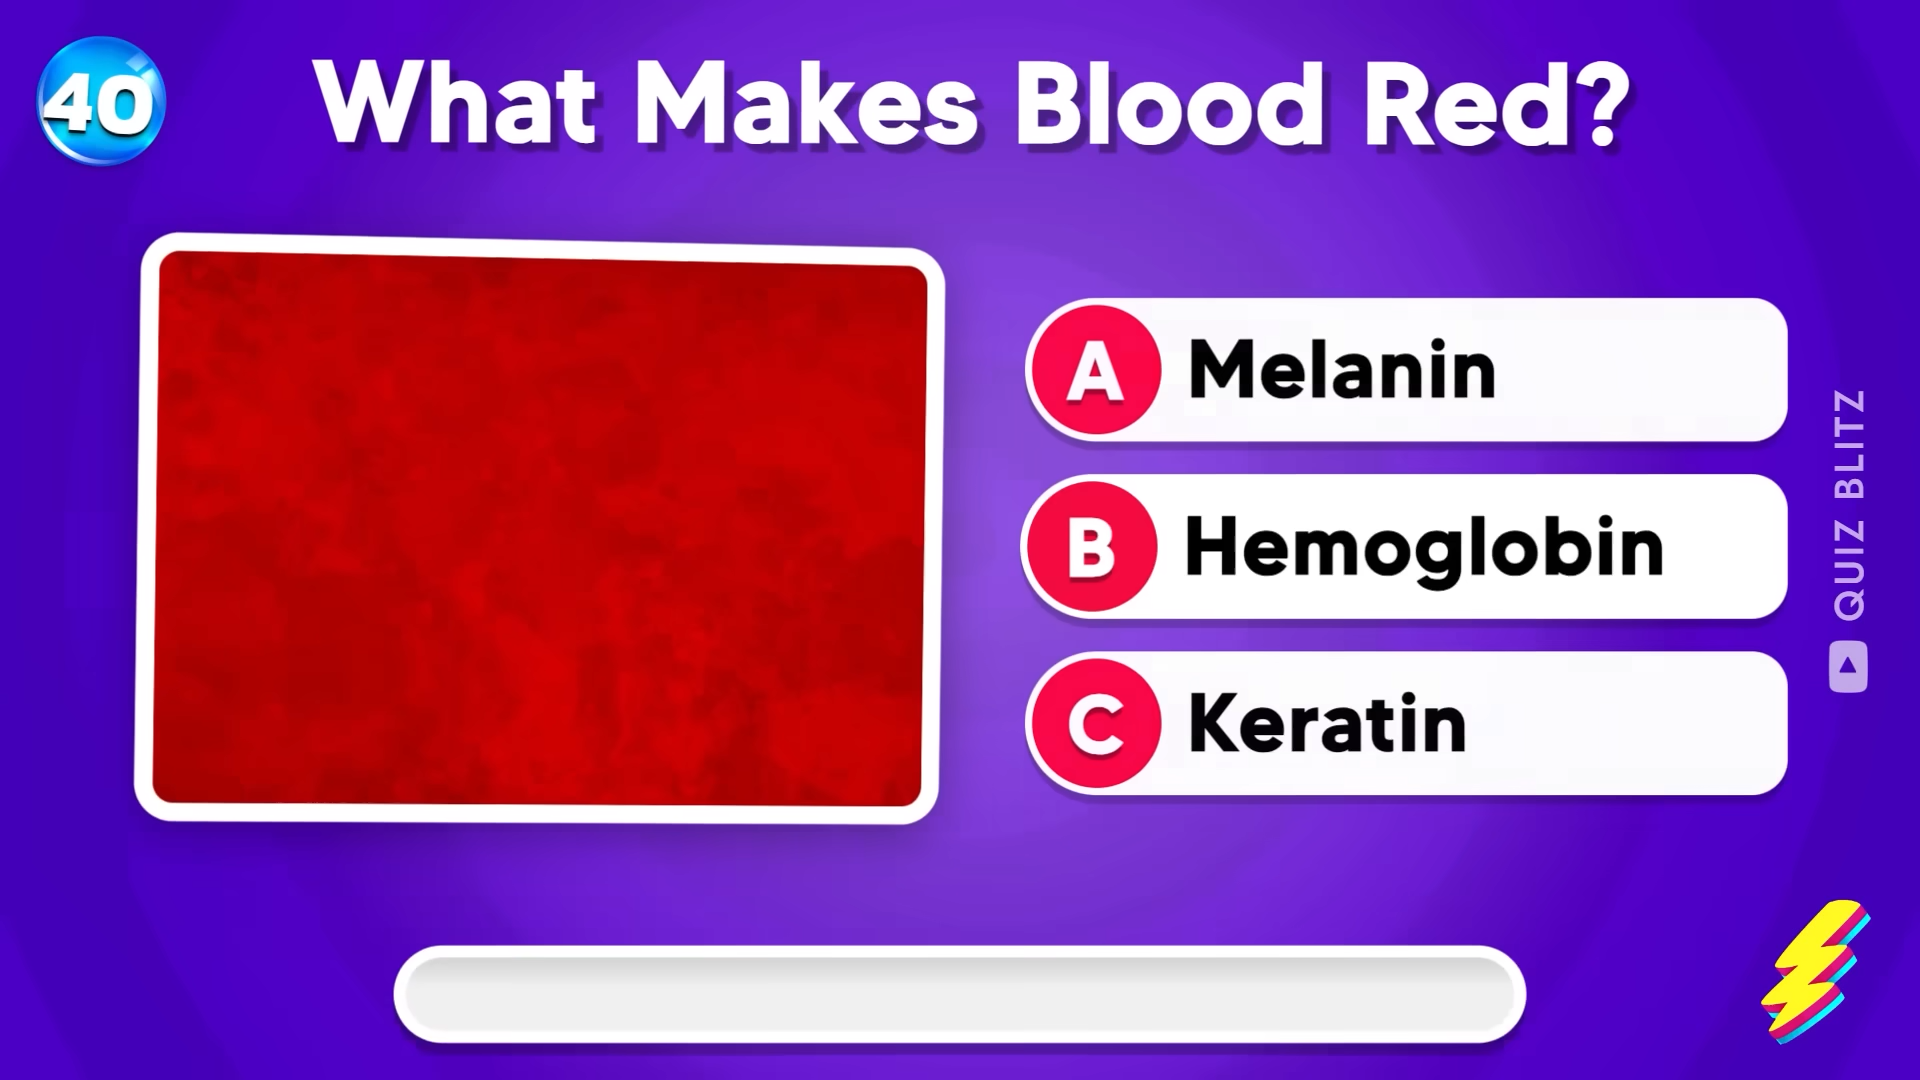 40
What Makes Blood Red?
A Melanin
B Hemoglobin
C Keratin
QUIZ BLITZ